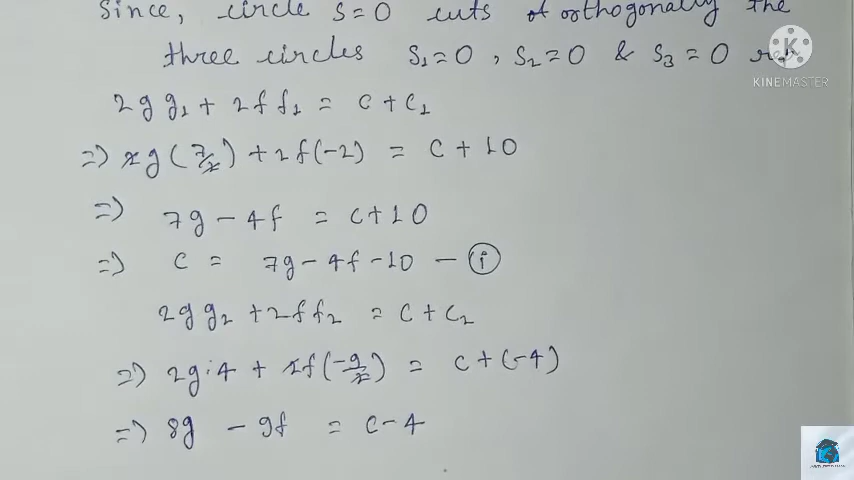 Since, circle S=0 cuts orthogonally the
three circles S₁=0, S₂=0 & S₃=0
KINEMASTER
2gg₁ + 2ff₁ = c+c₁
=> 2g(7/2) + 2f(-2) = c+10
=> 7g - 4f = c+10
=> c = 7g-4f-10 — (i)
2gg₂ + 2ff₂ = c+c₂
=> 2g·4 + 2f(-9/2) = c+(-4)
=> 8g - 9f = c-4